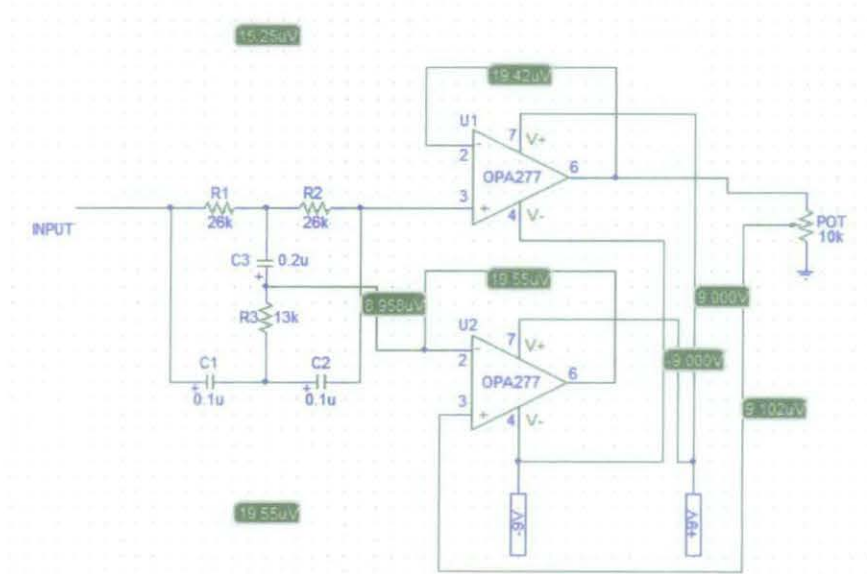 15.25uV
19.42uV
U1
7
V+
2
6
OPA277
3
4
V-
R1
26k
R2
26k
INPUT
POT
10k
C3
0.2u
+
19.55uV
8.958uV
9.000V
R3
13k
U2
7
V+
2
-9.000V
C1
+
0.1u
C2
+
0.1u
OPA277
6
3
4
V-
9.102uV
19.55uV
-9V
+9V